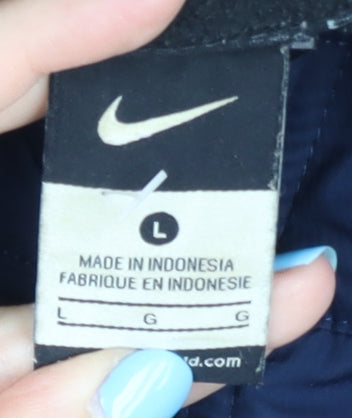 L
MADE IN INDONESIA
FABRIQUE EN INDONESIE
L G G